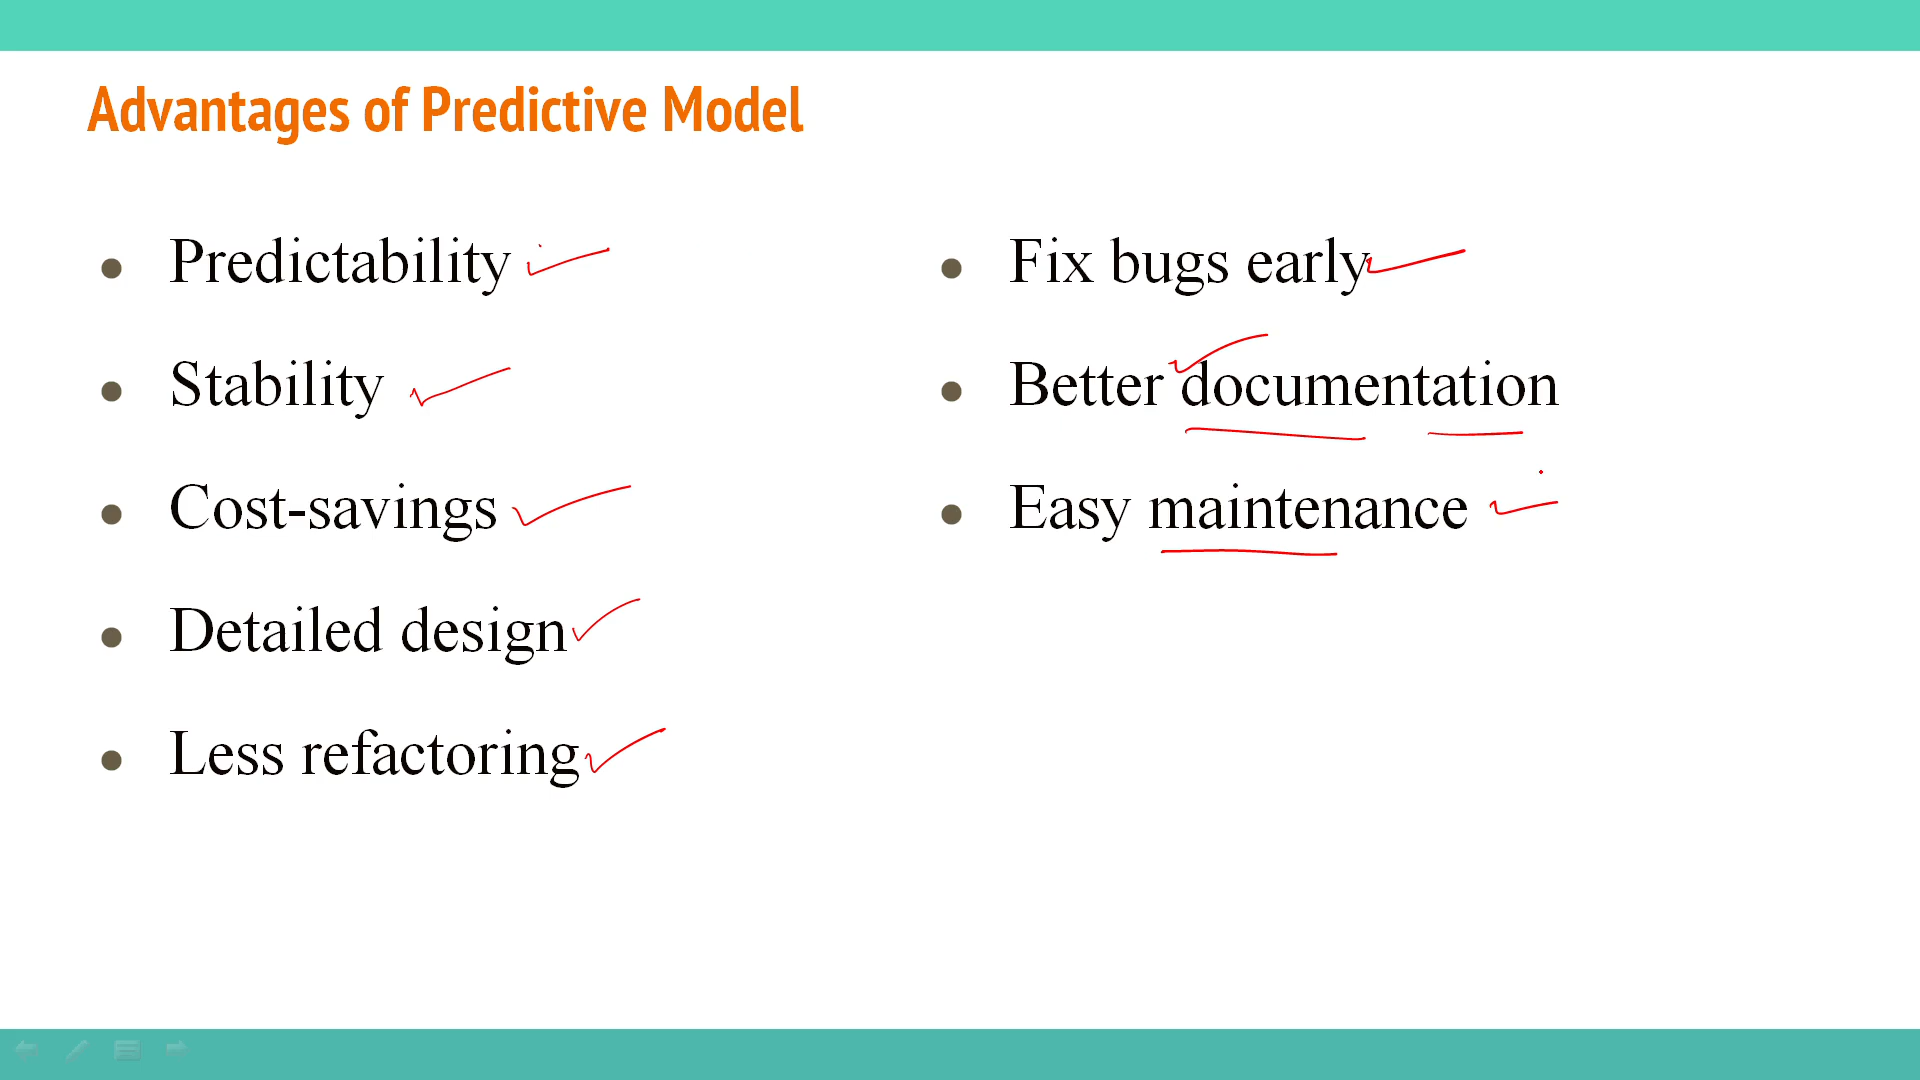 Advantages of Predictive Model
● Predictability
● Stability
● Cost-savings
● Detailed design
● Less refactoring
● Fix bugs early
● Better documentation
● Easy maintenance